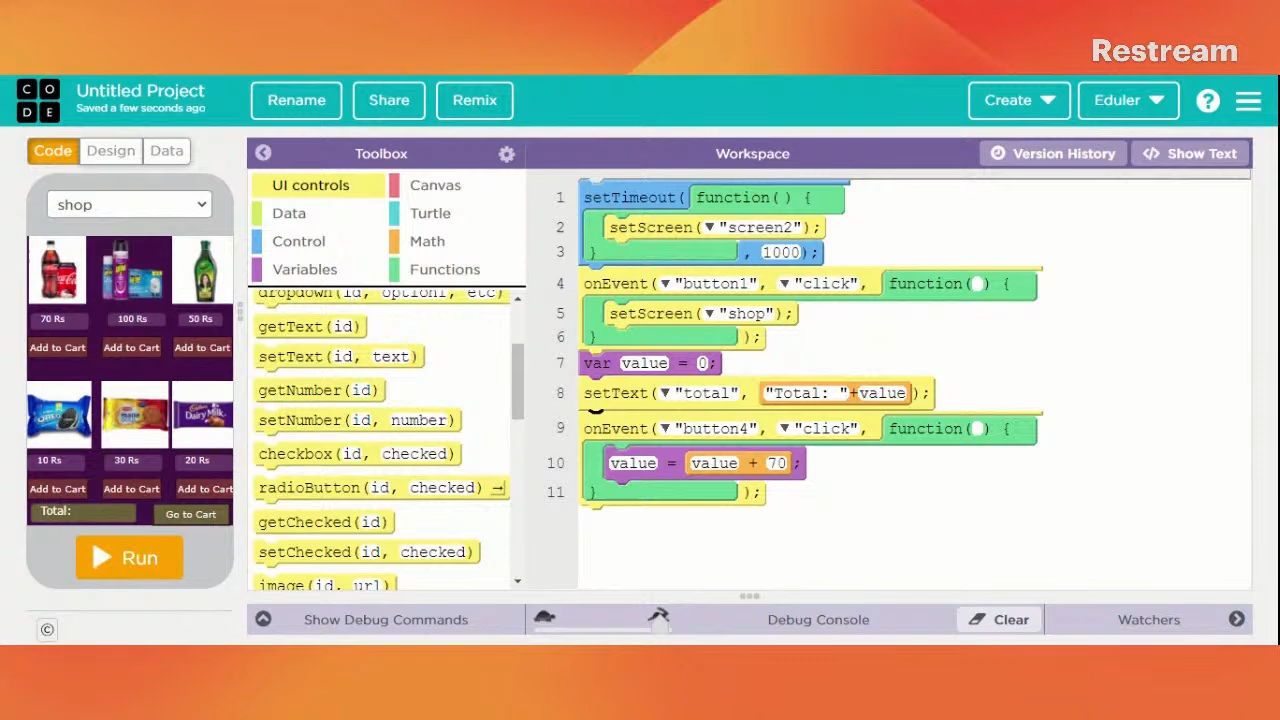 Restream
C O
D E
Untitled Project
Saved a few seconds ago
Rename
Share
Remix
Create
Eduler
?
Code
Design
Data
Toolbox
Workspace
Version History
Show Text
shop
70 Rs
100 Rs
50 Rs
Add to Cart
Add to Cart
Add to Cart
OREO
Dairy Milk
10 Rs
30 Rs
20 Rs
Add to Cart
Add to Cart
Add to Cart
Total:
Go to Cart
Run
©
UI controls
Canvas
Data
Turtle
Control
Math
Variables
Functions
dropdown(id, option1, etc)
getText(id)
setText(id, text)
getNumber(id)
setNumber(id, number)
checkbox(id, checked)
radioButton(id, checked)
getChecked(id)
setChecked(id, checked)
image(id, url)
1 setTimeout( function() {
2 setScreen( "screen2");
3 } , 1000);
4 onEvent( "button1", "click", function( ) {
5 setScreen( "shop");
6 } );
7 var value = 0;
8 setText( "total", "Total: "+value );
9 onEvent( "button4", "click", function( ) {
10 value = value + 70 ;
11 } );
Show Debug Commands
Debug Console
Clear
Watchers